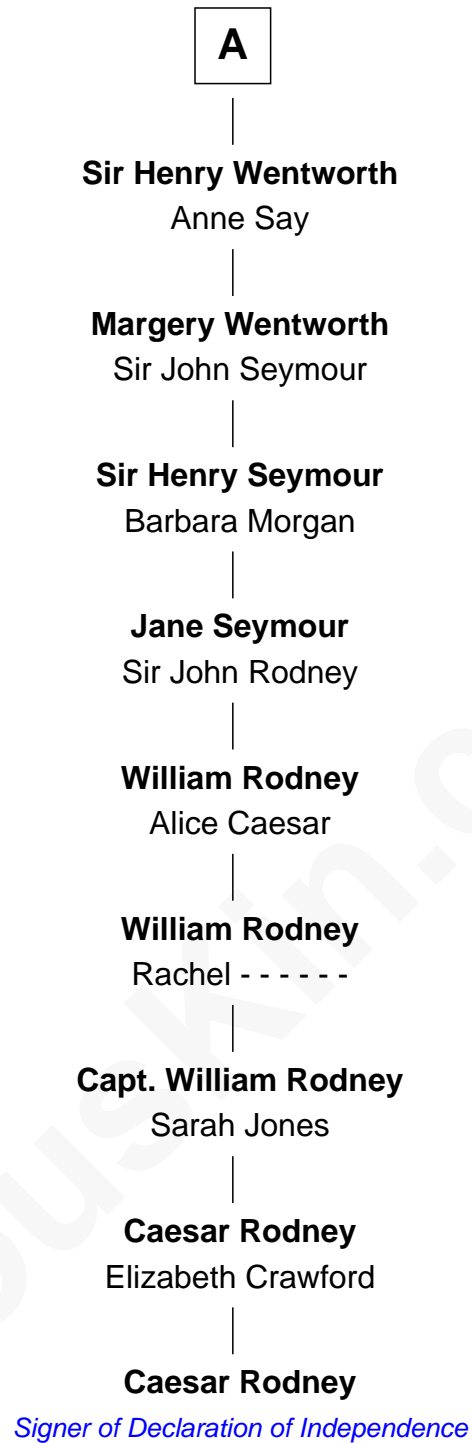 A
Sir Henry Wentworth
Anne Say
Margery Wentworth
Sir John Seymour
Sir Henry Seymour
Barbara Morgan
Jane Seymour
Sir John Rodney
William Rodney
Alice Caesar
William Rodney
Rachel - - - - - -
Capt. William Rodney
Sarah Jones
Caesar Rodney
Elizabeth Crawford
Caesar Rodney
Signer of Declaration of Independence